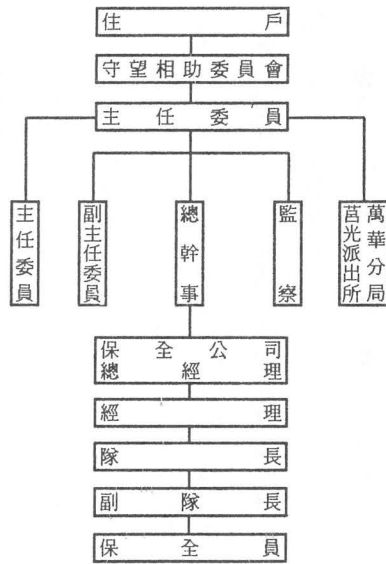 住戶
守望相助委員會
主任委員
主任委員
副主任委員
總幹事
監察
萬華分局
莒光派出所
保全公司
總經理
經理
隊長
副隊長
保全員